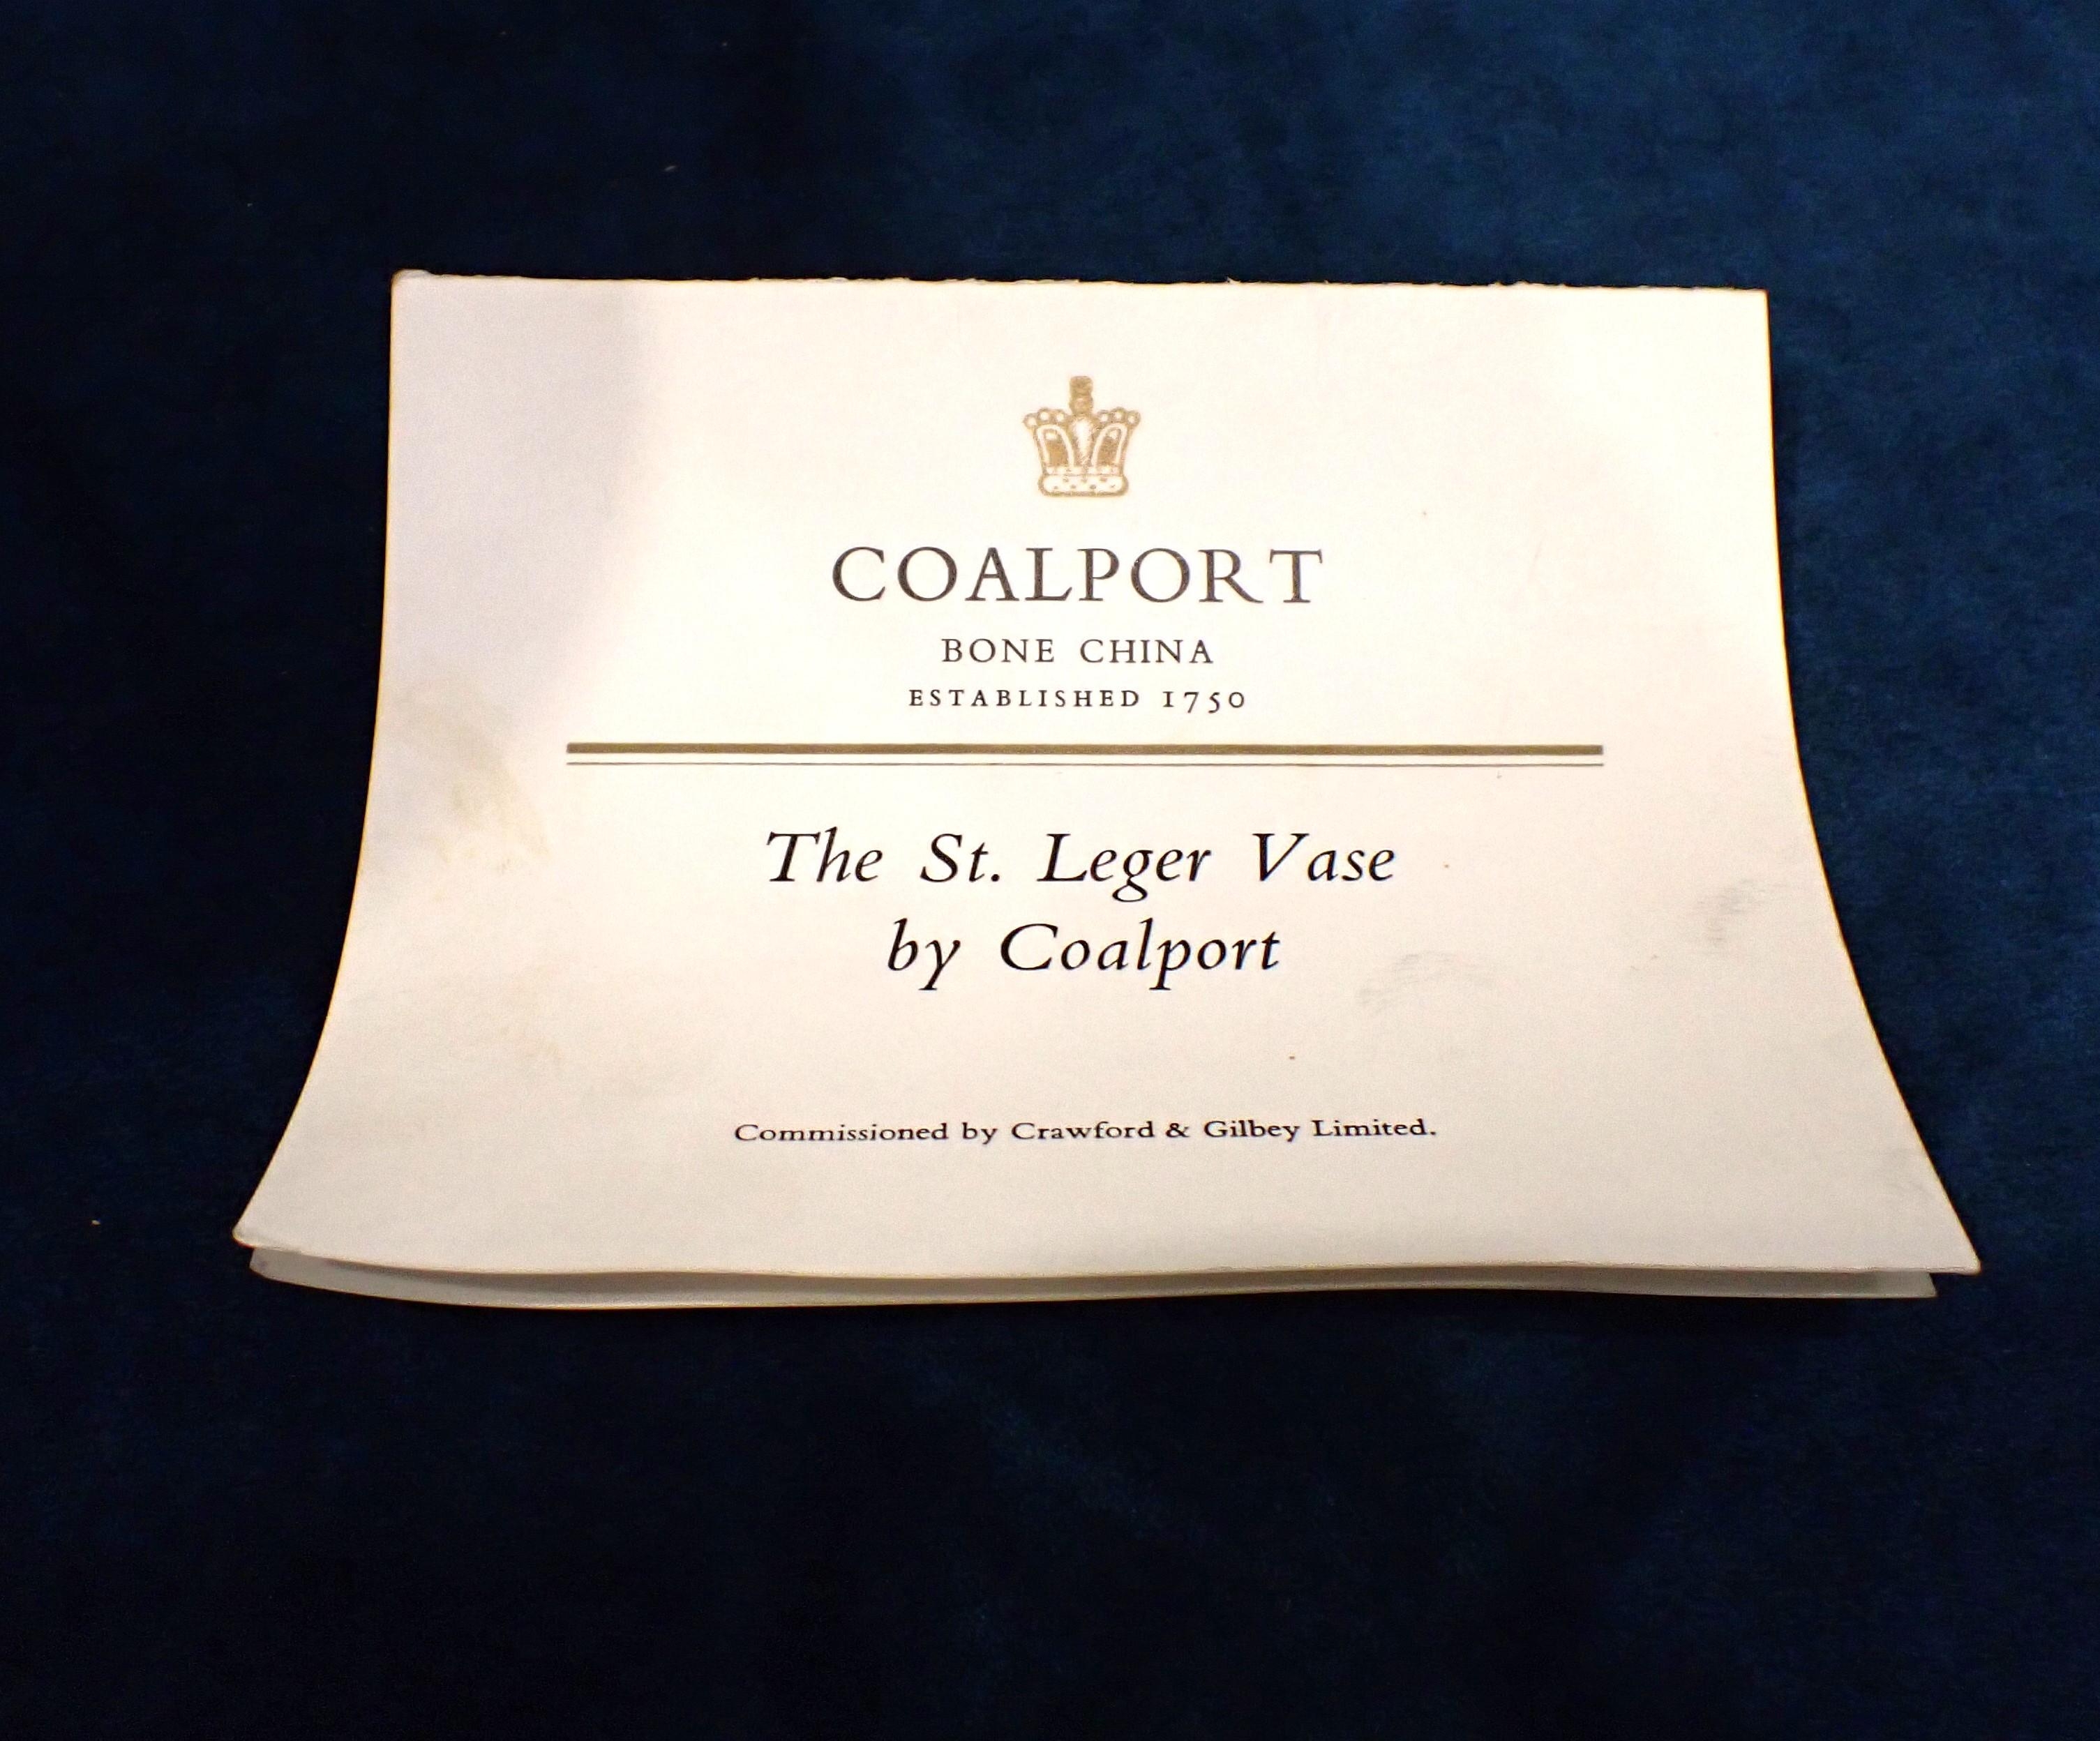 COALPORT
BONE CHINA
ESTABLISHED 1750
The St. Leger Vase
by Coalport
Commissioned by Crawford & Gilbey Limited.